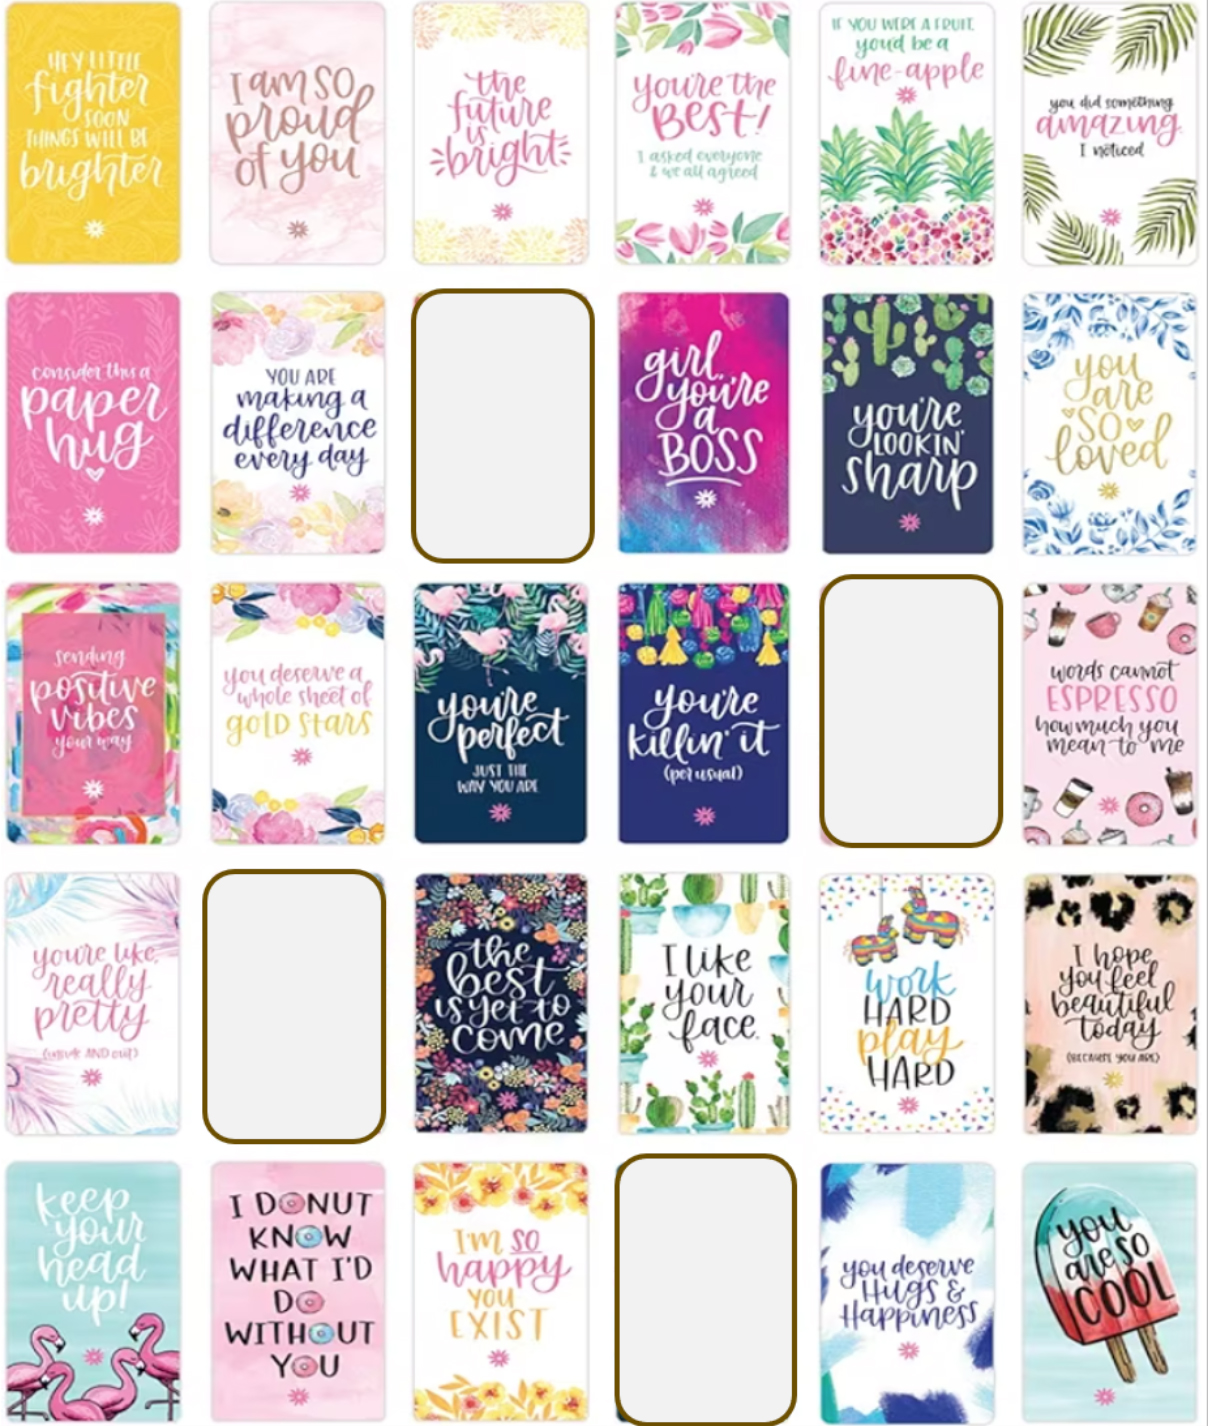 HEY LITTLE
fighter
SOON
THINGS WILL BE
brighter
I AM SO
proud
of you
the
future
is
bright
you're the
BEST!
I asked everyone
& we all agreed
IF YOU WERE A FRUIT,
you'd be a
fine-apple
you did something
amazing.
I noticed
consider this a
paper
hug
YOU ARE
making a
difference
every day
girl,
you're
a
BOSS
you're
LOOKIN'
sharp
you
are
SO
loved
sending
positive
vibes
your way
you deserve a
whole sheet of
GOLD STARS
you're
perfect
JUST THE
WAY YOU ARE
you're
killin' it
(per usual)
words cannot
ESPRESSO
how much you
mean to me
you're like,
really
pretty
(inside AND out)
the
best
is yet to
come
I like
your
face.
work
HARD
play
HARD
I hope
you feel
beautiful
today
(BECAUSE YOU ARE)
keep
your
head
up!
I DONUT
KNOW
WHAT I'D
DO
WITHOUT
YOU
I'm SO
happy
YOU
EXIST
you deserve
Hugs &
Happiness
you
are so
COOL